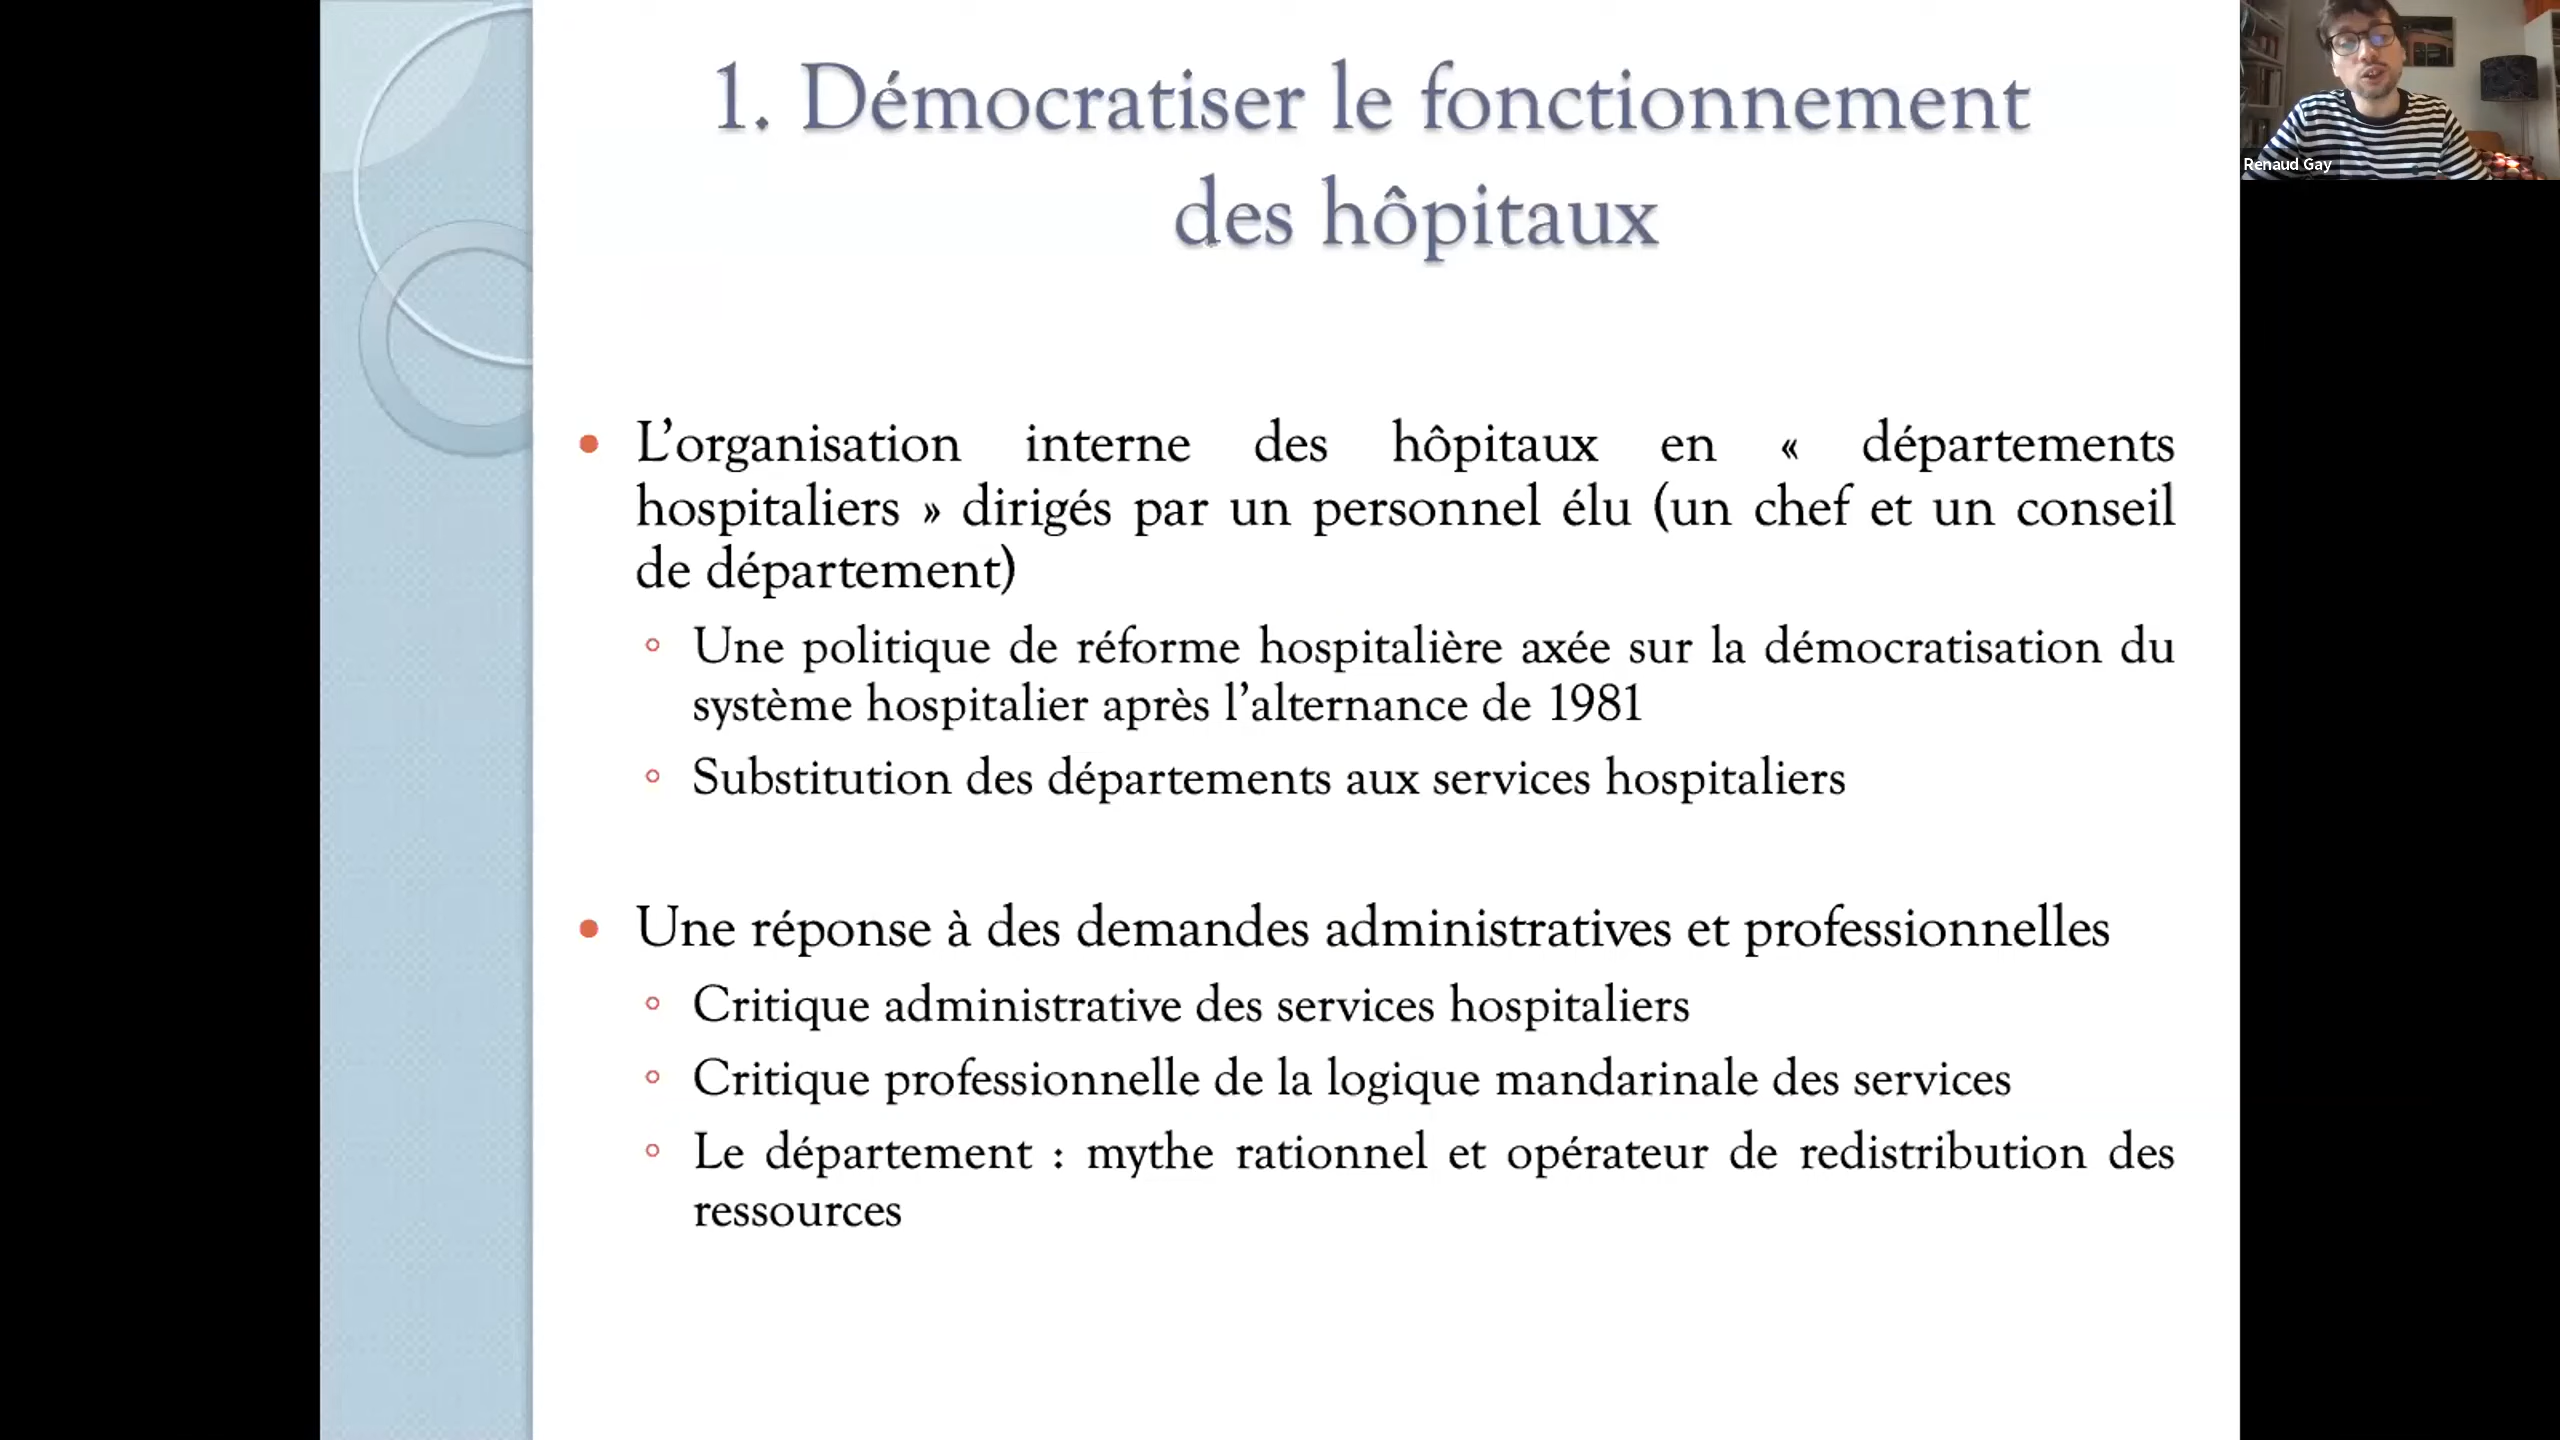 1. Démocratiser le fonctionnement
des hôpitaux
Renaud Gay
• L’organisation interne des hôpitaux en « départements
hospitaliers » dirigés par un personnel élu (un chef et un conseil
de département)
◦ Une politique de réforme hospitalière axée sur la démocratisation du
système hospitalier après l’alternance de 1981
◦ Substitution des départements aux services hospitaliers
• Une réponse à des demandes administratives et professionnelles
◦ Critique administrative des services hospitaliers
◦ Critique professionnelle de la logique mandarinale des services
◦ Le département : mythe rationnel et opérateur de redistribution des
ressources